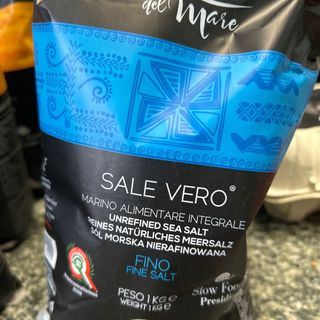 del Mare
SALE VERO®
MARINO ALIMENTARE INTEGRALE
UNREFINED SEA SALT
REINES NATÜRLICHES MEERSALZ
SÓL MORSKA NIERAFINOWANA
FINO
FINE SALT
PESO 1 KG e
WEIGHT 1 KG e
Slow Food
Presidi